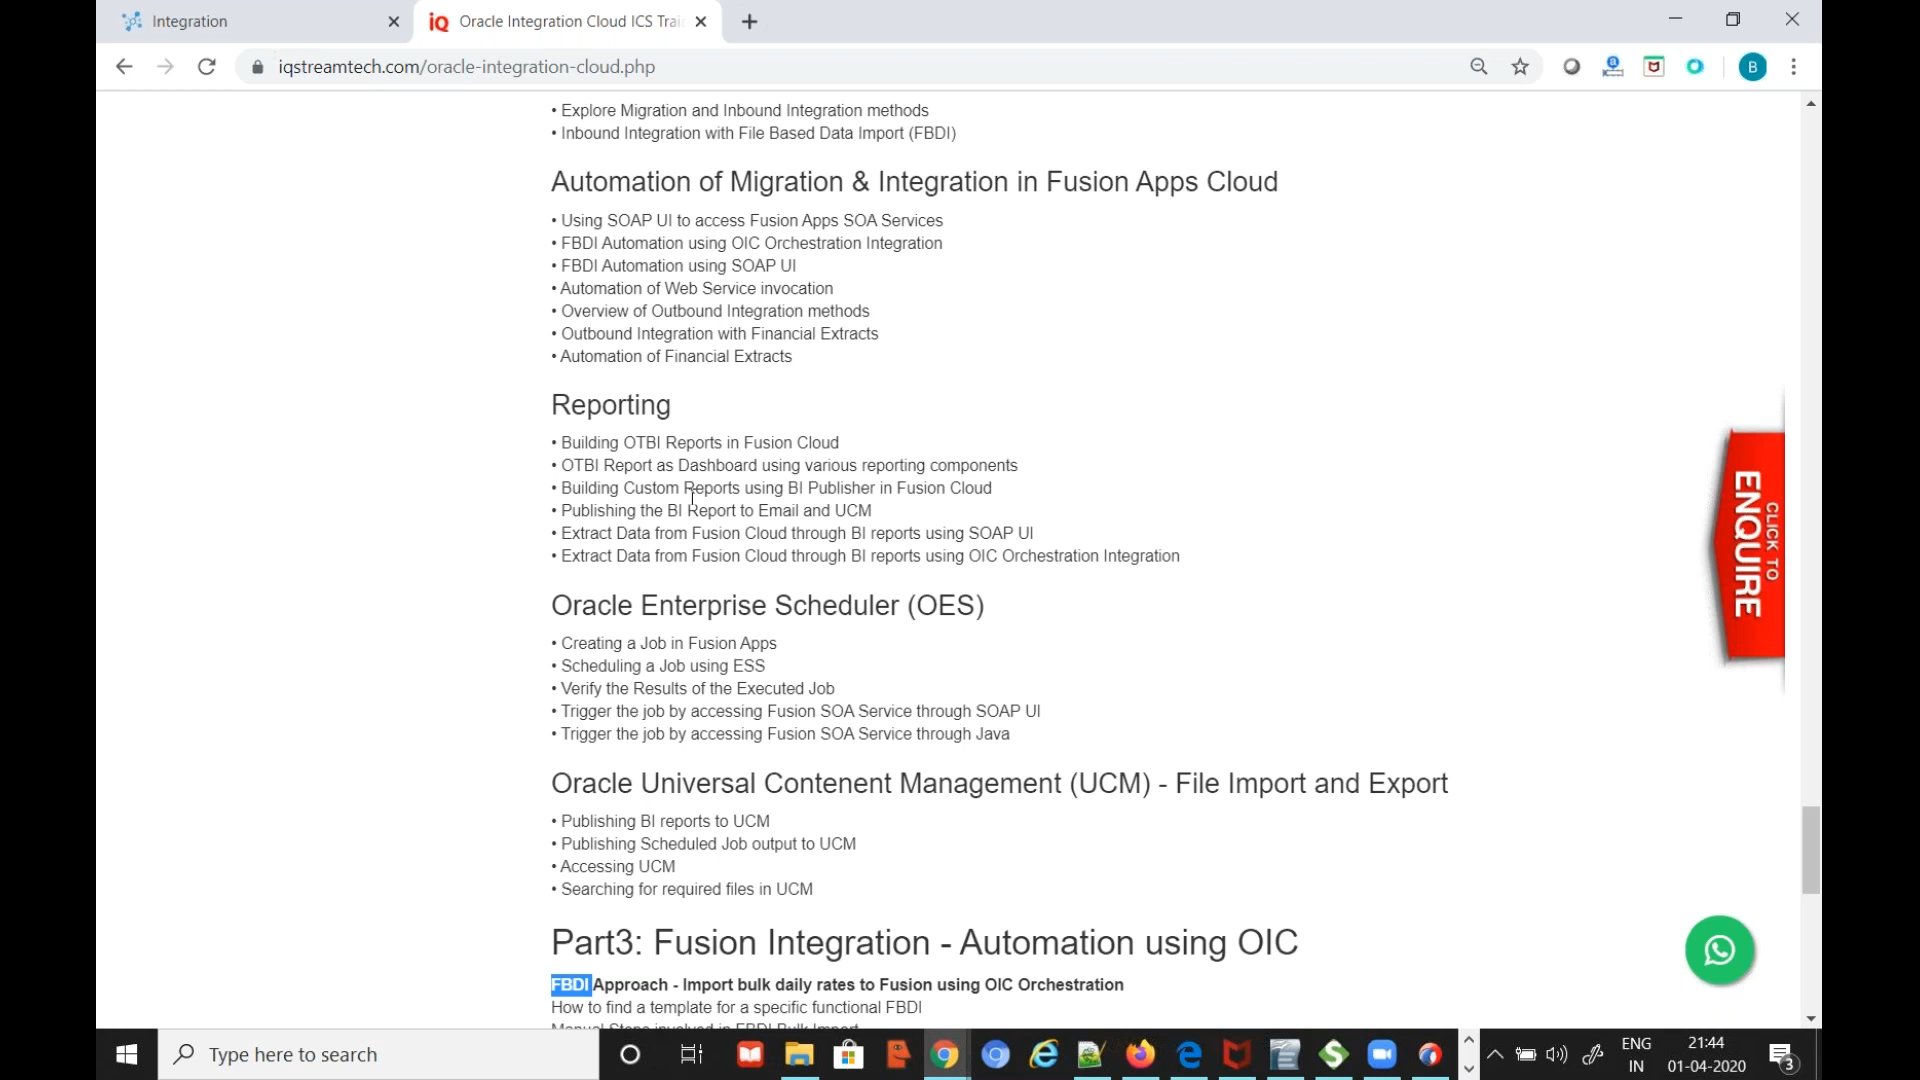 Integration
iQ Oracle Integration Cloud ICS Trai
iqstreamtech.com/oracle-integration-cloud.php
B
• Explore Migration and Inbound Integration methods
• Inbound Integration with File Based Data Import (FBDI)
Automation of Migration & Integration in Fusion Apps Cloud
• Using SOAP UI to access Fusion Apps SOA Services
• FBDI Automation using OIC Orchestration Integration
• FBDI Automation using SOAP UI
• Automation of Web Service invocation
• Overview of Outbound Integration methods
• Outbound Integration with Financial Extracts
• Automation of Financial Extracts
Reporting
• Building OTBI Reports in Fusion Cloud
• OTBI Report as Dashboard using various reporting components
• Building Custom Reports using BI Publisher in Fusion Cloud
• Publishing the BI Report to Email and UCM
• Extract Data from Fusion Cloud through BI reports using SOAP UI
• Extract Data from Fusion Cloud through BI reports using OIC Orchestration Integration
CLICK TO
ENQUIRE
Oracle Enterprise Scheduler (OES)
• Creating a Job in Fusion Apps
• Scheduling a Job using ESS
• Verify the Results of the Executed Job
• Trigger the job by accessing Fusion SOA Service through SOAP UI
• Trigger the job by accessing Fusion SOA Service through Java
Oracle Universal Contenent Management (UCM) - File Import and Export
• Publishing BI reports to UCM
• Publishing Scheduled Job output to UCM
• Accessing UCM
• Searching for required files in UCM
Part3: Fusion Integration - Automation using OIC
FBDI Approach - Import bulk daily rates to Fusion using OIC Orchestration
How to find a template for a specific functional FBDI
Manual Steps involved in FBDI Bulk Import
Type here to search
ENG
IN
21:44
01-04-2020
3